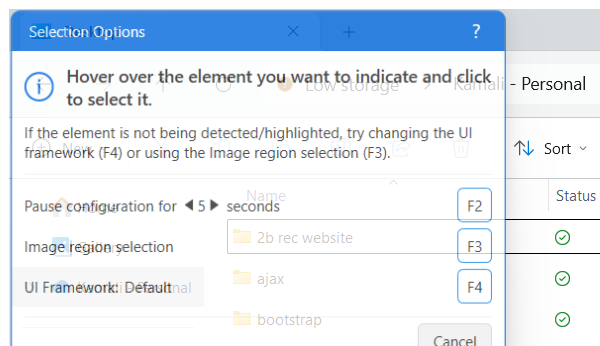 Selection Options
?
Hover over the element you want to indicate and click
to select it.
Low storage
Kamali - Personal
If the element is not being detected/highlighted, try changing the UI
framework (F4) or using the Image region selection (F3).
New
Sort
Name
Status
Pause configuration for 5 seconds
F2
Home
2b rec website
Image region selection
F3
Gallery
ajax
UI Framework: Default
F4
bootstrap
Cancel